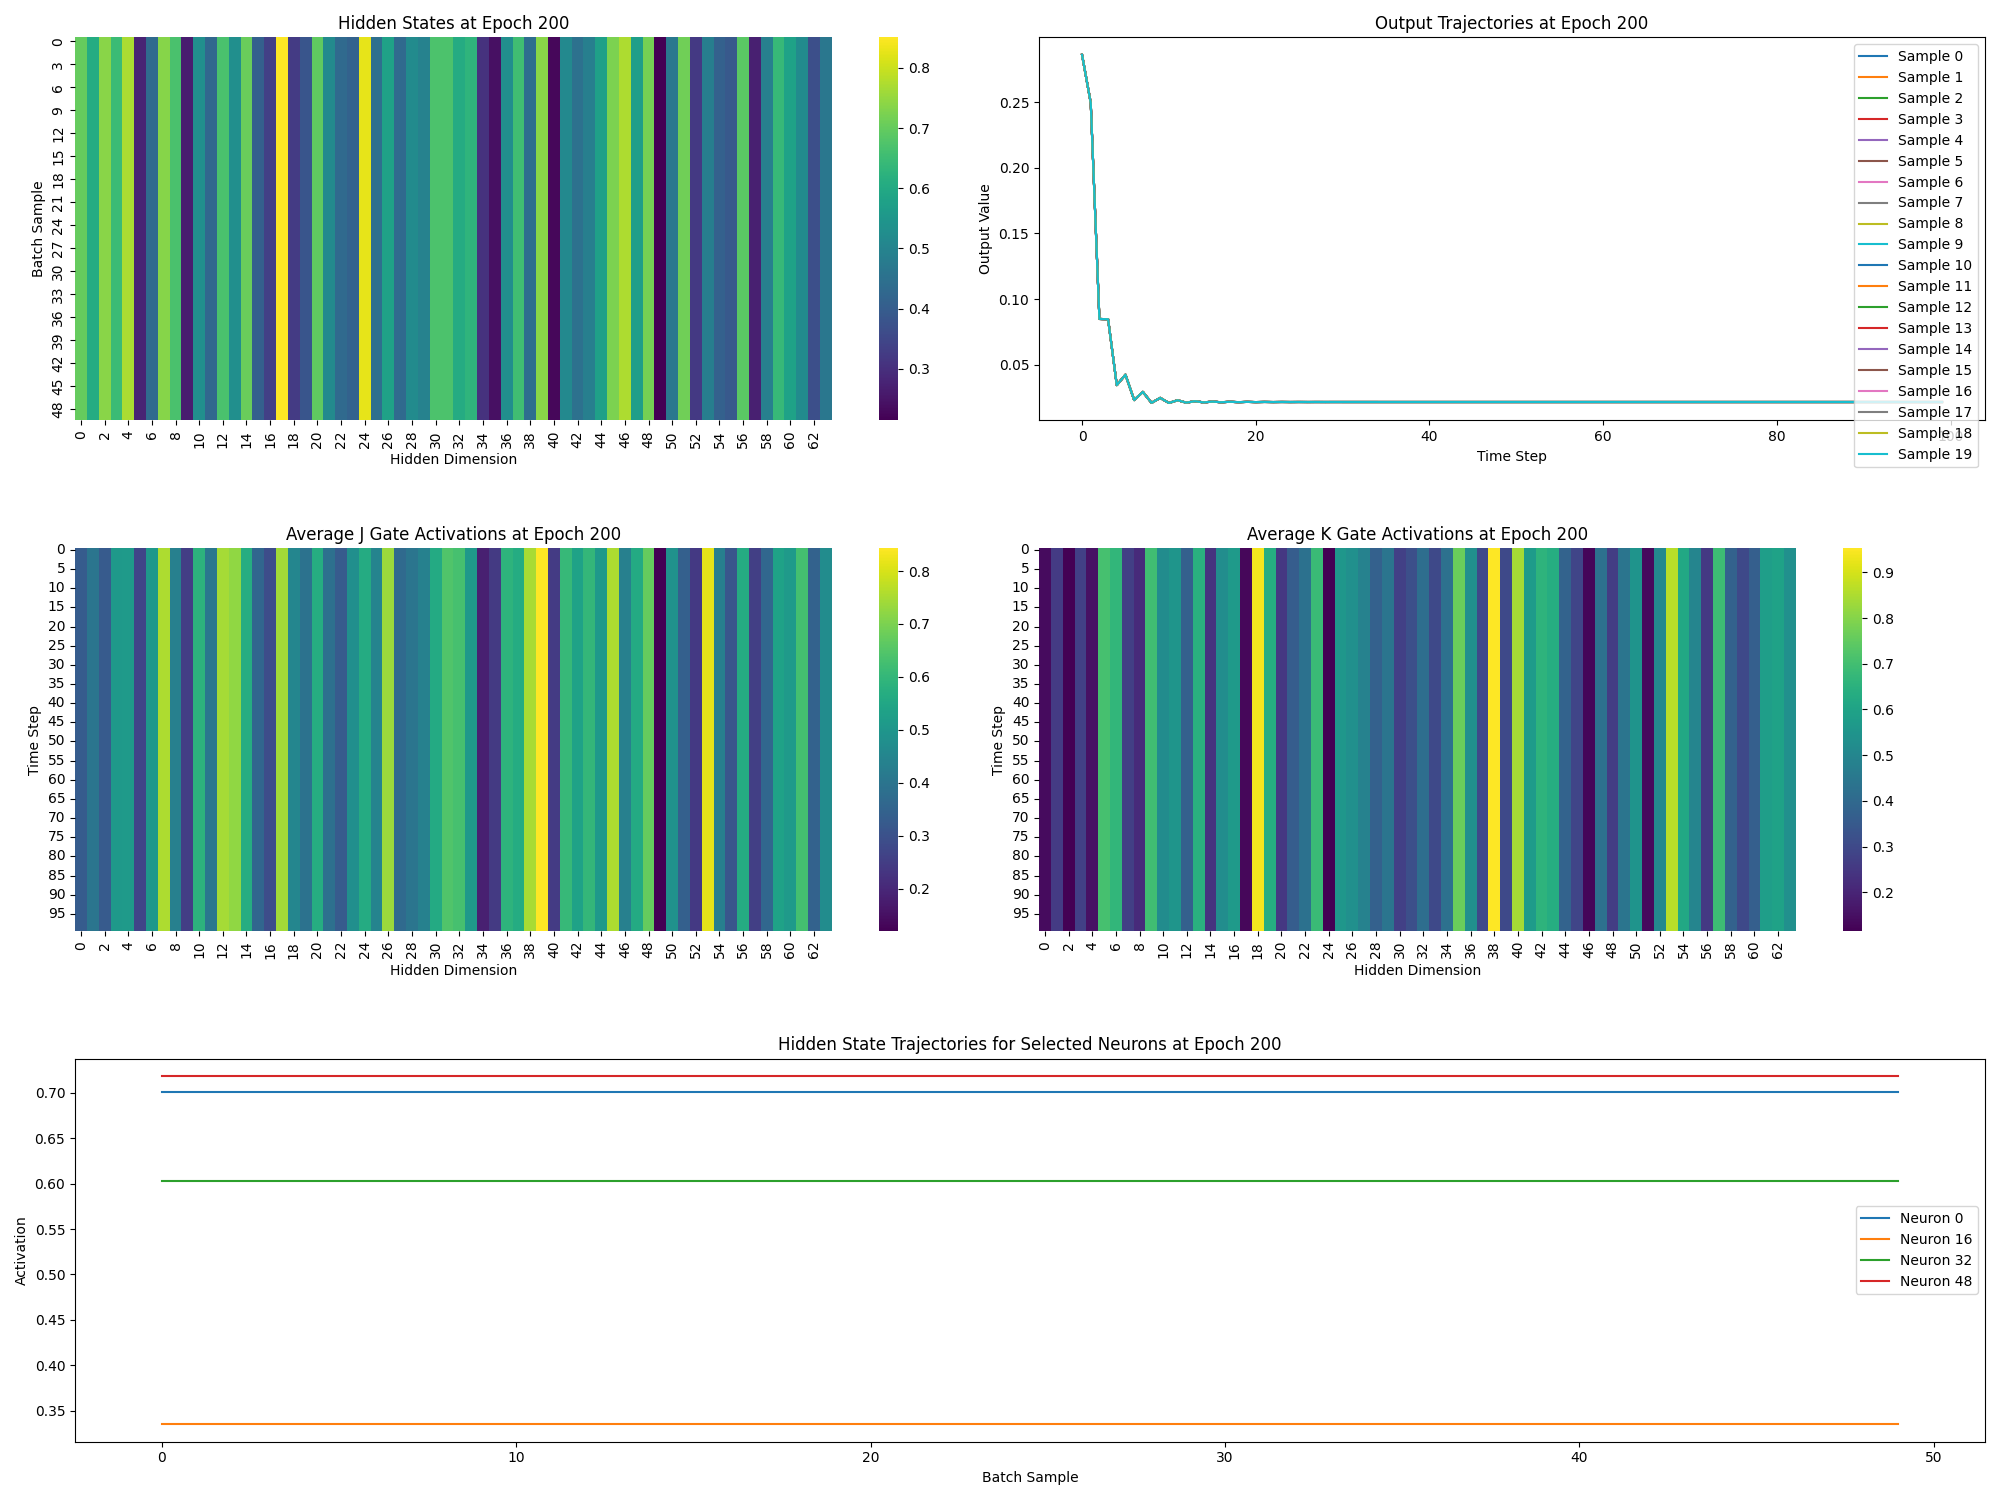 Hidden States at Epoch 200
Batch Sample
0 3 6 9 12 15 18 21 24 27 30 33 36 39 42 45 48
0 2 4 6 8 10 12 14 16 18 20 22 24 26 28 30 32 34 36 38 40 42 44 46 48 50 52 54 56 58 60 62
Hidden Dimension
0.8
0.7
0.6
0.5
0.4
0.3
Output Trajectories at Epoch 200
Output Value
0.25
0.20
0.15
0.10
0.05
0 20 40 60 80 100
Time Step
Sample 0
Sample 1
Sample 2
Sample 3
Sample 4
Sample 5
Sample 6
Sample 7
Sample 8
Sample 9
Sample 10
Sample 11
Sample 12
Sample 13
Sample 14
Sample 15
Sample 16
Sample 17
Sample 18
Sample 19
Average J Gate Activations at Epoch 200
Time Step
0
5
10
15
20
25
30
35
40
45
50
55
60
65
70
75
80
85
90
95
0 2 4 6 8 10 12 14 16 18 20 22 24 26 28 30 32 34 36 38 40 42 44 46 48 50 52 54 56 58 60 62
Hidden Dimension
0.8
0.7
0.6
0.5
0.4
0.3
0.2
Average K Gate Activations at Epoch 200
Time Step
0
5
10
15
20
25
30
35
40
45
50
55
60
65
70
75
80
85
90
95
0 2 4 6 8 10 12 14 16 18 20 22 24 26 28 30 32 34 36 38 40 42 44 46 48 50 52 54 56 58 60 62
Hidden Dimension
0.9
0.8
0.7
0.6
0.5
0.4
0.3
0.2
Hidden State Trajectories for Selected Neurons at Epoch 200
Activation
0.70
0.65
0.60
0.55
0.50
0.45
0.40
0.35
0 10 20 30 40 50
Batch Sample
Neuron 0
Neuron 16
Neuron 32
Neuron 48